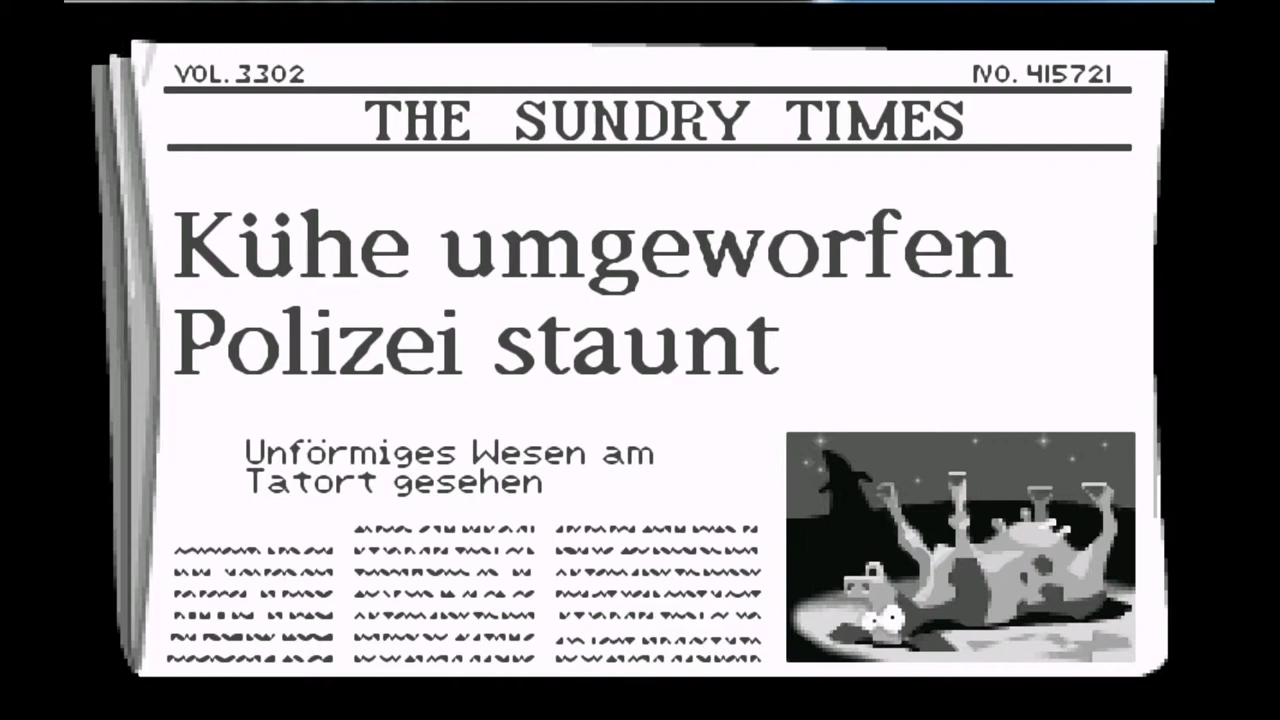 VOL. 3302 NO. 415721
THE SUNDRY TIMES
Kühe umgeworfen
Polizei staunt
Unförmiges Wesen am
Tatort gesehen